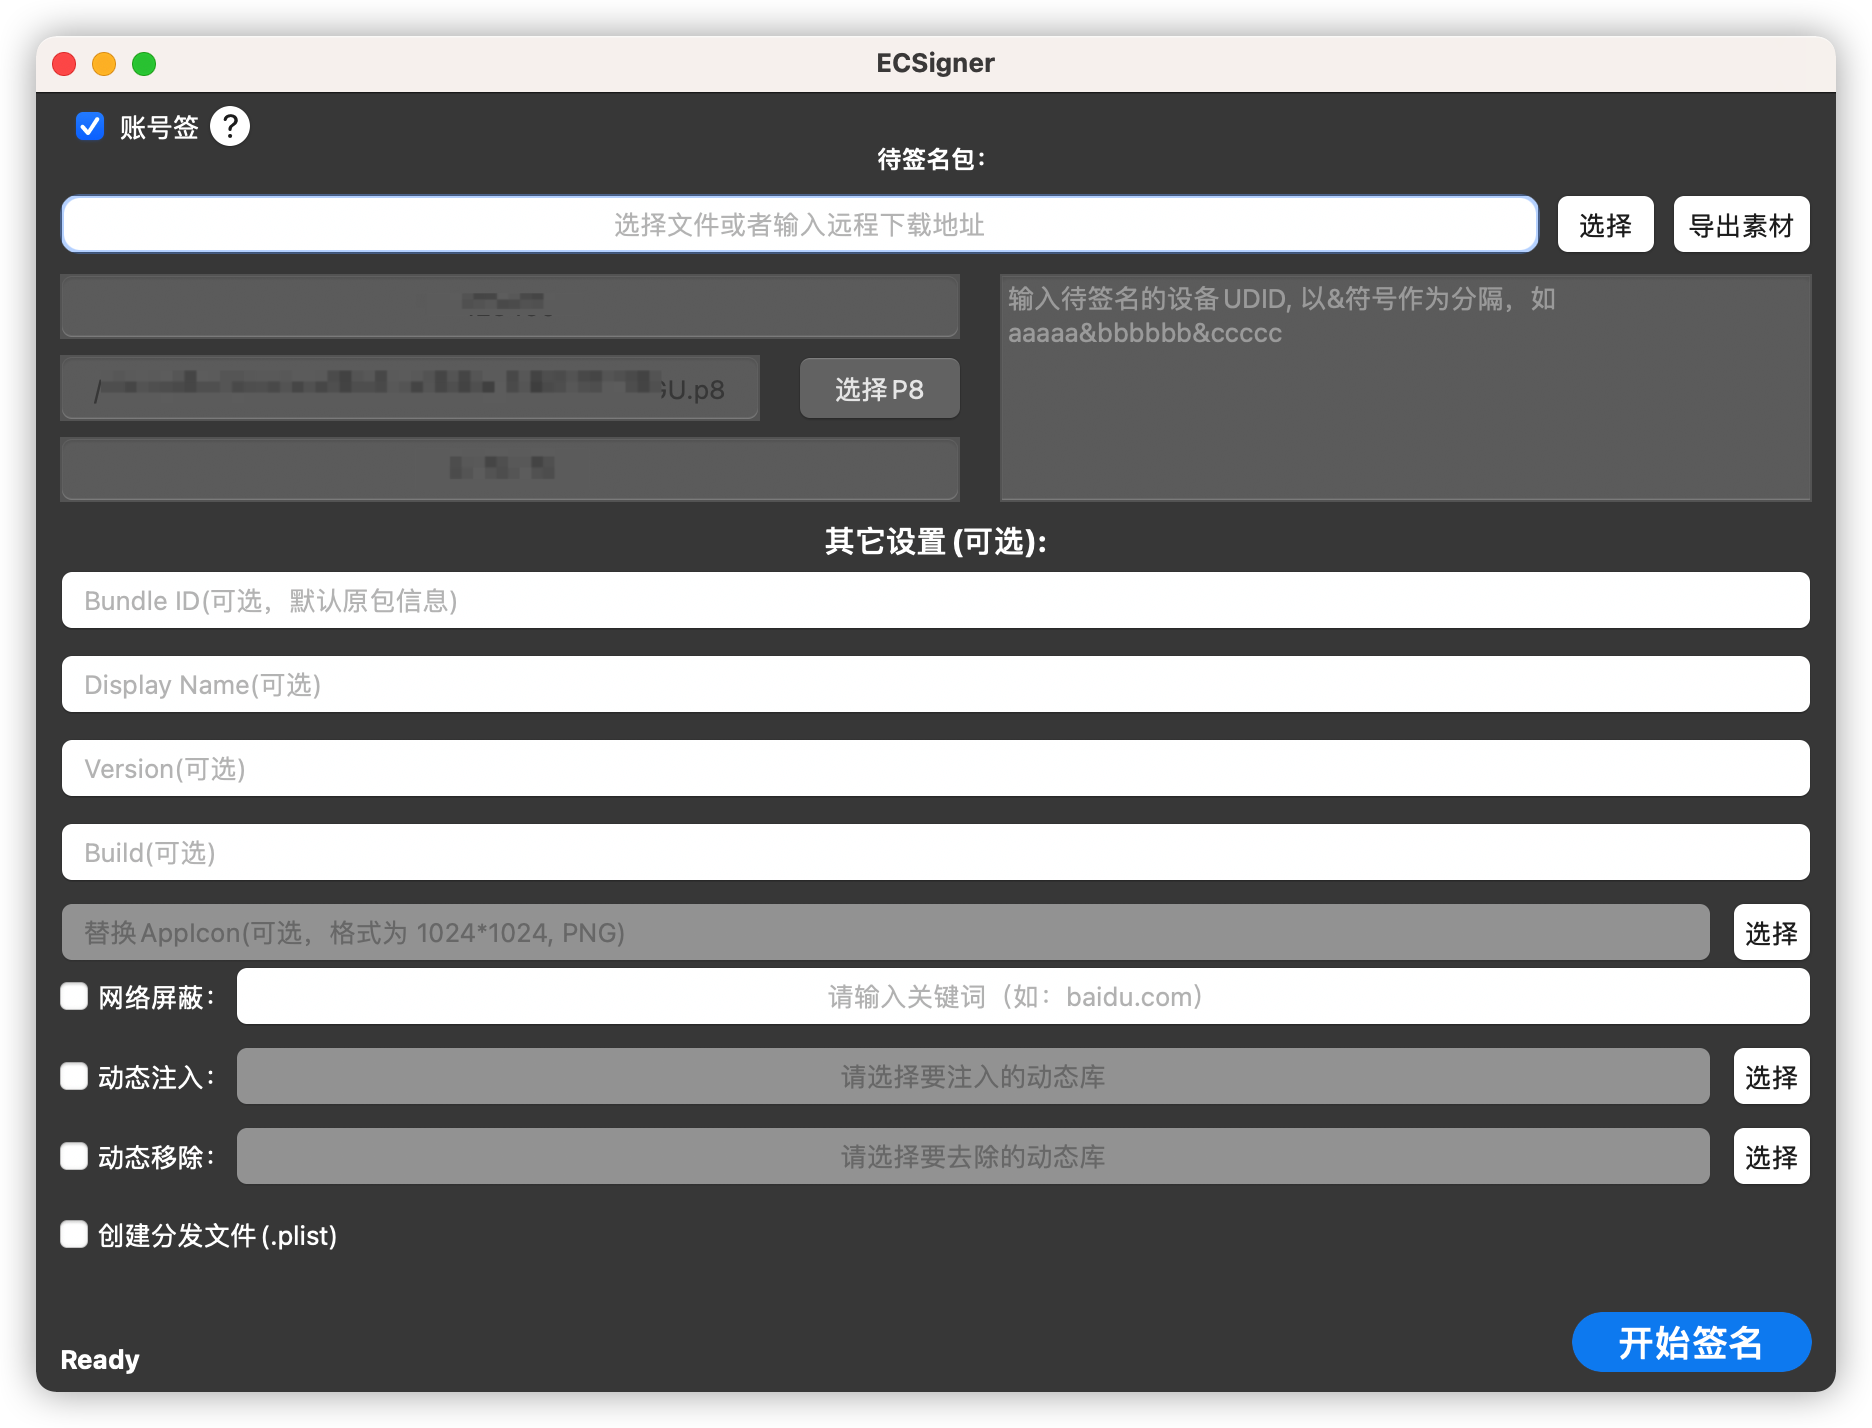 ECSigner
账号签 ?
待签名包:
选择文件或者输入远程下载地址
选择
导出素材
输入待签名的设备UDID, 以&符号作为分隔，如
aaaaa&bbbbbb&ccccc
GU.p8
选择P8
其它设置(可选):
Bundle ID(可选，默认原包信息)
Display Name(可选)
Version(可选)
Build(可选)
替换AppIcon(可选，格式为 1024*1024, PNG)
选择
网络屏蔽：
请输入关键词（如：baidu.com）
动态注入：
请选择要注入的动态库
选择
动态移除：
请选择要去除的动态库
选择
创建分发文件(.plist)
Ready
开始签名